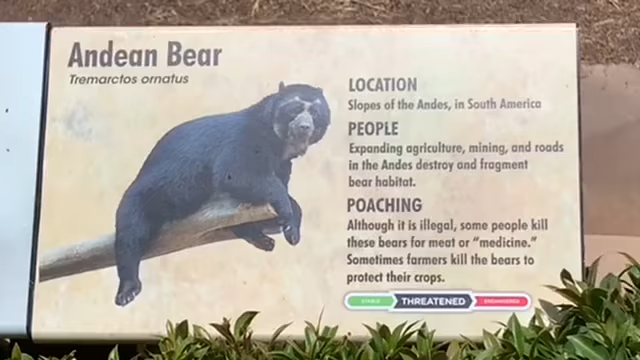 Andean Bear
Tremarctos ornatus
LOCATION
Slopes of the Andes, in South America
PEOPLE
Expanding agriculture, mining, and roads
in the Andes destroy and fragment
bear habitat.
POACHING
Although it is illegal, some people kill
these bears for meat or “medicine.”
Sometimes farmers kill the bears to
protect their crops.
STABLE THREATENED ENDANGERED